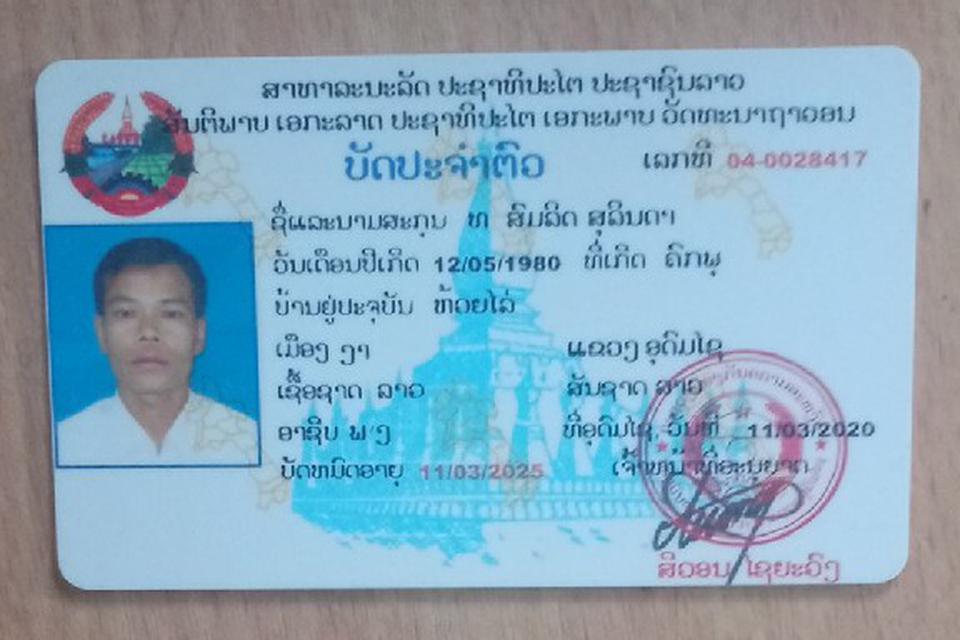 ສາທາລະນະລັດ ປະຊາທິປະໄຕ ປະຊາຊົນລາວ
ສັນຕິພາບ ເອກະລາດ ປະຊາທິປະໄຕ ເອກະພາບ ວັດທະນາຖາວອນ
ບັດປະຈຳຕົວ ເລກທີ 04-0028417
ຊື່ແລະນາມສະກຸນ ທ ສົມລິດ ສຸລິນດາ
ວັນເດືອນປີເກີດ 12/05/1980 ທີ່ເກີດ ຄົກພຸ
ບ້ານຢູ່ປະຈຸບັນ ຫ້ວຍໄລ່
ເມືອງ ງາ ແຂວງ ອຸດົມໄຊ
ເຊື້ອຊາດ ລາວ ສັນຊາດ ລາວ
ອາຊີບ ພ/ງ ທີ່ອຸດົມໄຊ, ວັນທີ 11/03/2020
ບັດຫມົດອາຍຸ 11/03/2025 ເຈົ້າຫນ້າທີ່ອະນຸຍາດ
ສີວອນ ໄຊຍະວົງ